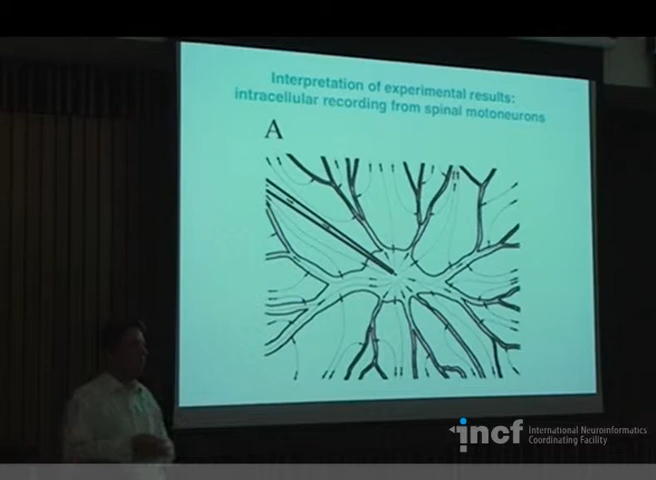 Interpretation of experimental results:
intracellular recording from spinal motoneurons
A
incf
International Neuroinformatics
Coordinating Facility